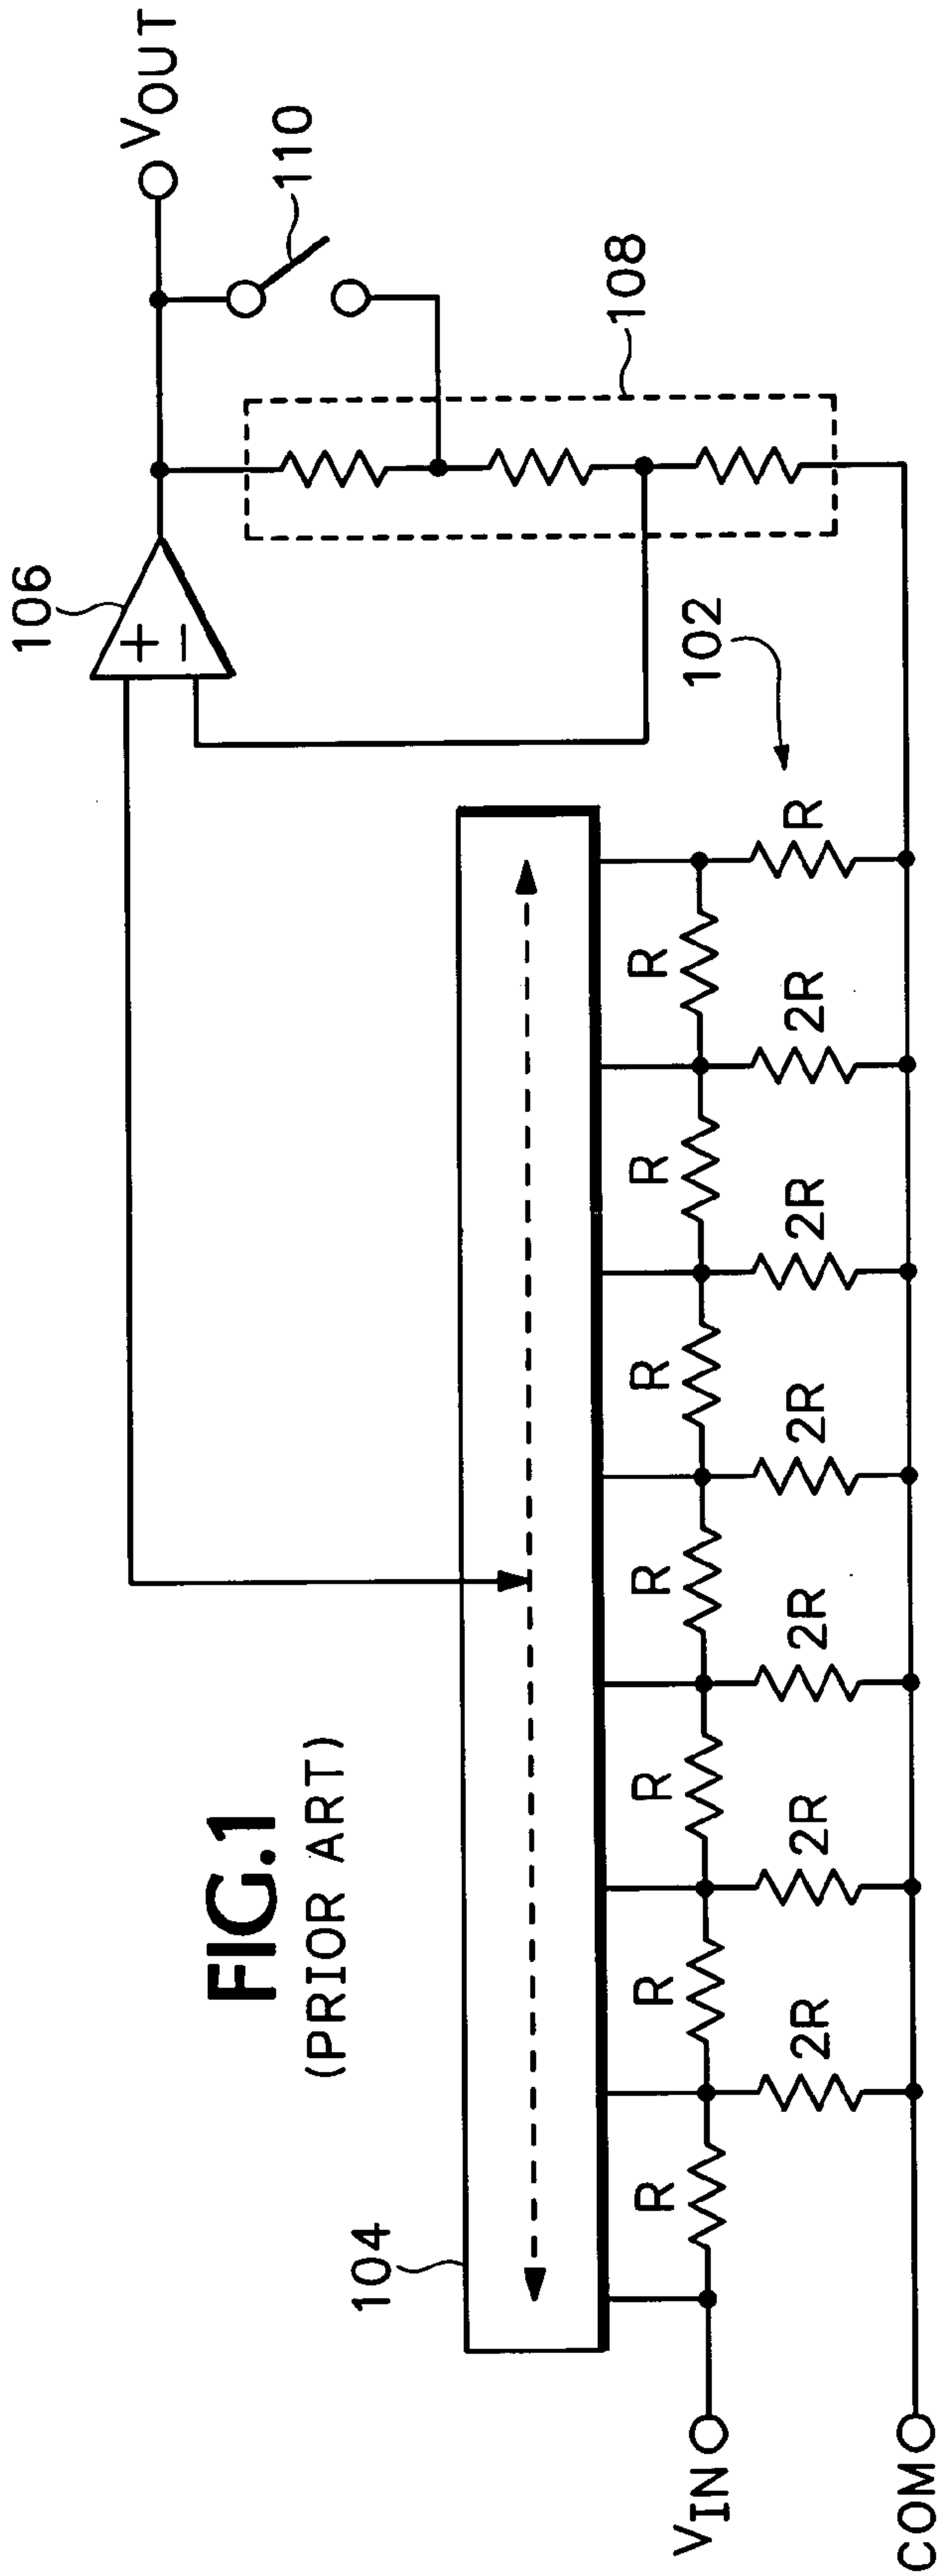 FIG.1
(PRIOR ART)
106
VOUT
110
108
104
102
R
R
R
R
R
R
R
VIN
2R
2R
2R
2R
2R
2R
R
COM